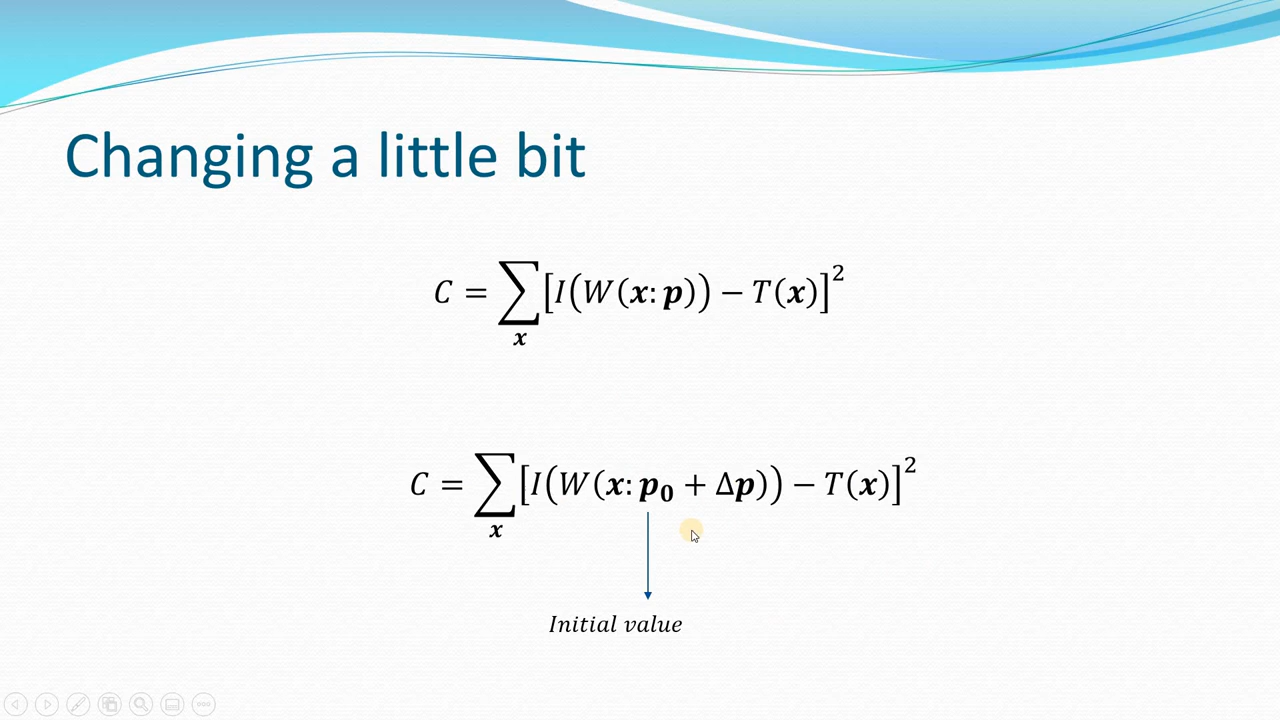 Changing a little bit
C = ∑ₓ [I(W(x: p)) − T(x)]²
C = ∑ₓ [I(W(x: p₀ + Δp)) − T(x)]²
Initial value